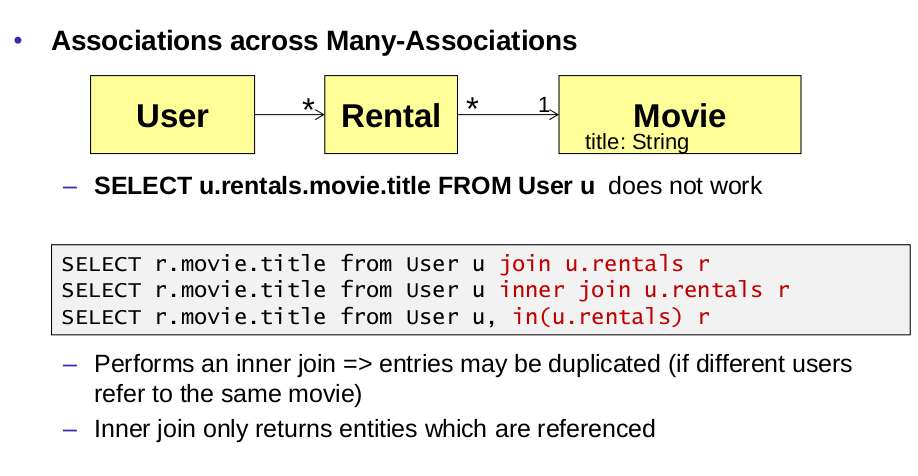 • Associations across Many-Associations
User
*
Rental
*
1
Movie
title: String
– SELECT u.rentals.movie.title FROM User u does not work
SELECT r.movie.title from User u join u.rentals r
SELECT r.movie.title from User u inner join u.rentals r
SELECT r.movie.title from User u, in(u.rentals) r
– Performs an inner join => entries may be duplicated (if different users
refer to the same movie)
– Inner join only returns entities which are referenced